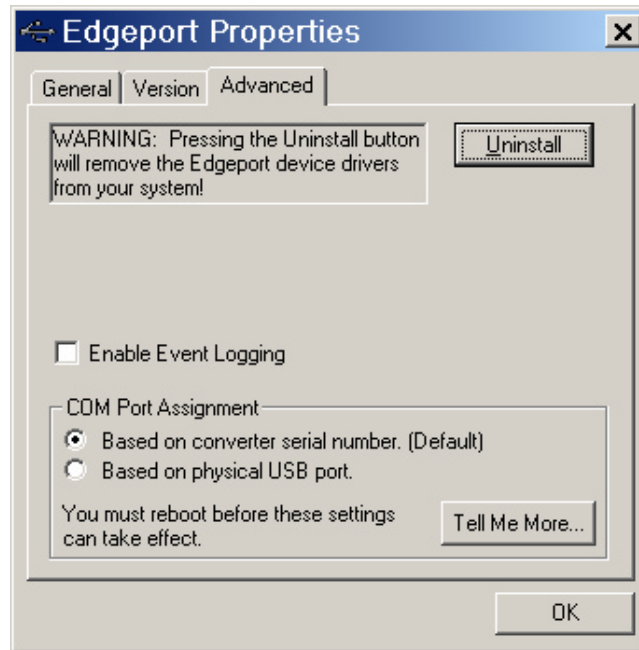 Edgeport Properties
General
Version
Advanced
WARNING:  Pressing the Uninstall button
will remove the Edgeport device drivers
from your system!
Uninstall
Enable Event Logging
COM Port Assignment
Based on converter serial number. (Default)
Based on physical USB port.
You must reboot before these settings
can take effect.
Tell Me More...
OK